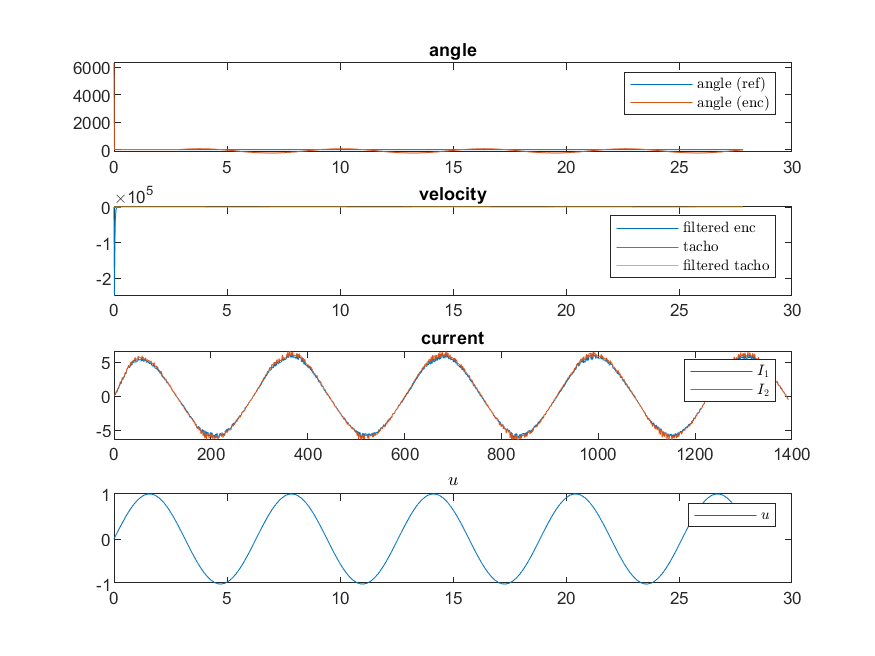 angle
6000
4000
2000
0
angle (ref)
angle (enc)
0 5 10 15 20 25 30
velocity
×10^5
0
-1
-2
filtered enc
tacho
filtered tacho
0 5 10 15 20 25 30
current
5
0
-5
I_1
I_2
0 200 400 600 800 1000 1200 1400
u
1
0
-1
u
0 5 10 15 20 25 30